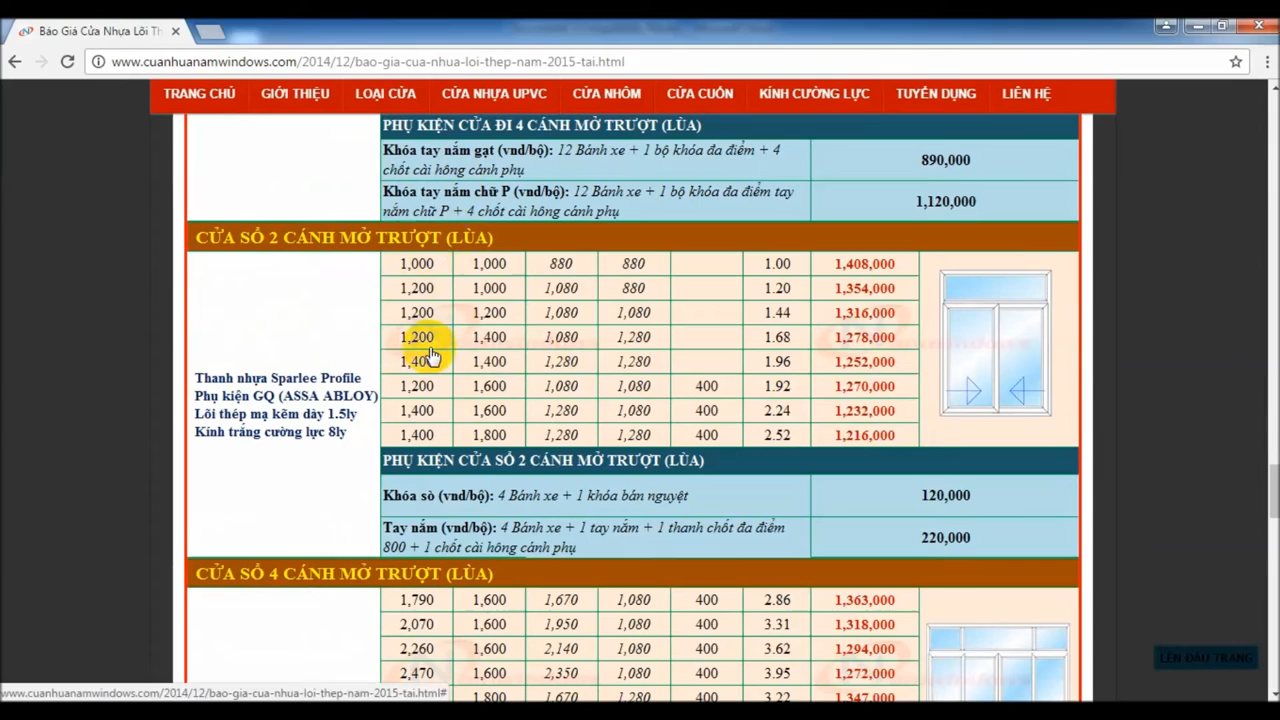 Báo Giá Cửa Nhựa Lõi Th
www.cuanhuanamwindows.com/2014/12/bao-gia-cua-nhua-loi-thep-nam-2015-tai.html
TRANG CHỦ GIỚI THIỆU LOẠI CỬA CỬA NHỰA UPVC CỬA NHÔM CỬA CUỐN KÍNH CƯỜNG LỰC TUYỂN DỤNG LIÊN HỆ
PHỤ KIỆN CỬA ĐI 4 CÁNH MỞ TRƯỢT (LÙA)
Khóa tay nắm gạt (vnd/bộ): 12 Bánh xe + 1 bộ khóa đa điểm + 4
chốt cài hông cánh phụ
890,000
Khóa tay nắm chữ P (vnd/bộ): 12 Bánh xe + 1 bộ khóa đa điểm tay
nắm chữ P + 4 chốt cài hông cánh phụ
1,120,000
CỬA SỔ 2 CÁNH MỞ TRƯỢT (LÙA)
1,000 1,000 880 880 1.00 1,408,000
1,200 1,000 1,080 880 1.20 1,354,000
1,200 1,200 1,080 1,080 1.44 1,316,000
1,200 1,400 1,080 1,280 1.68 1,278,000
1,400 1,400 1,280 1,280 1.96 1,252,000
1,200 1,600 1,080 1,080 400 1.92 1,270,000
1,400 1,600 1,280 1,080 400 2.24 1,232,000
1,400 1,800 1,280 1,280 400 2.52 1,216,000
Thanh nhựa Sparlee Profile
Phụ kiện GQ (ASSA ABLOY)
Lõi thép mạ kẽm dày 1.5ly
Kính trắng cường lực 8ly
PHỤ KIỆN CỬA SỔ 2 CÁNH MỞ TRƯỢT (LÙA)
Khóa sò (vnd/bộ): 4 Bánh xe + 1 khóa bán nguyệt
120,000
Tay nắm (vnd/bộ): 4 Bánh xe + 1 tay nắm + 1 thanh chốt đa điểm
800 + 1 chốt cài hông cánh phụ
220,000
CỬA SỔ 4 CÁNH MỞ TRƯỢT (LÙA)
1,790 1,600 1,670 1,080 400 2.86 1,363,000
2,070 1,600 1,950 1,080 400 3.31 1,318,000
2,260 1,600 2,140 1,080 400 3.62 1,294,000
2,470 1,600 2,350 1,080 400 3.95 1,272,000
1,800 1,670 1,280 400 3.22 1,347,000
LÊN ĐẦU TRANG
www.cuanhuanamwindows.com/2014/12/bao-gia-cua-nhua-loi-thep-nam-2015-tai.html#